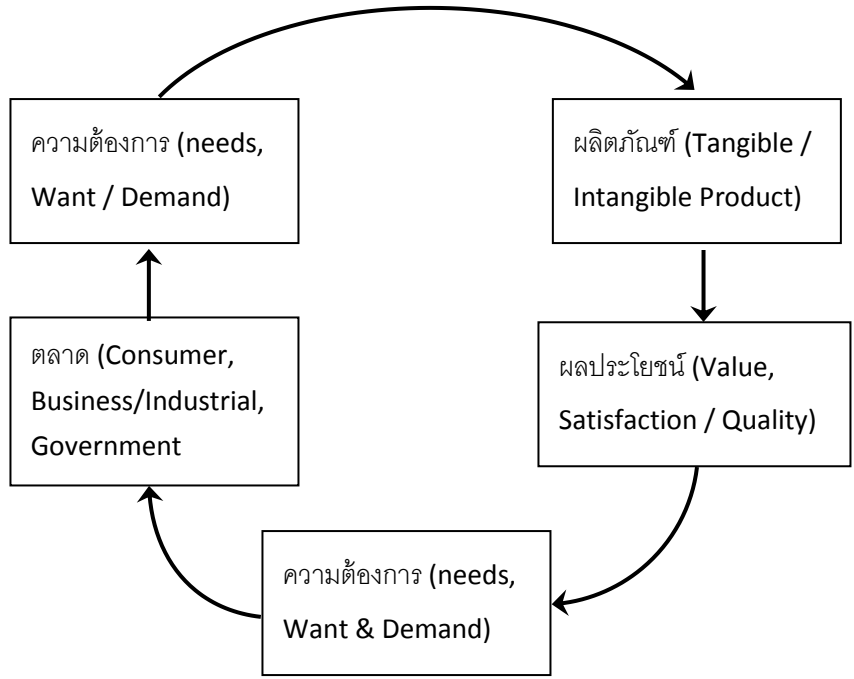 ความต้องการ (needs,
Want / Demand)
ผลิตภัณฑ์ (Tangible /
Intangible Product)
ตลาด (Consumer,
Business/Industrial,
Government
ผลประโยชน์ (Value,
Satisfaction / Quality)
ความต้องการ (needs,
Want & Demand)